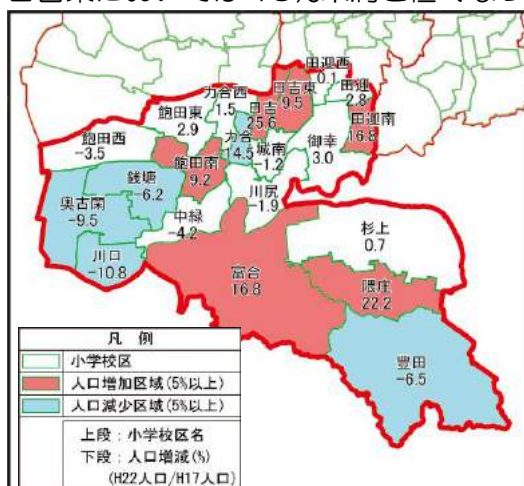 田迎西
0.1
力合西
1.5
日吉東
9.5
田迎
2.8
飽田東
2.9
日吉
25.6
田迎南
16.8
飽田西
-3.5
力合
14.5
城南
-1.2
御幸
3.0
飽田南
9.2
銭塘
-6.2
川尻
-1.9
奥古閑
-9.5
中緑
-4.2
杉上
0.7
川口
-10.8
富合
16.8
隈庄
22.2
豊田
-6.5
凡 例
小学校区
人口増加区域(5%以上)
人口減少区域(5%以上)
上段：小学校区名
下段：人口増減(%)
(H22人口/H17人口)